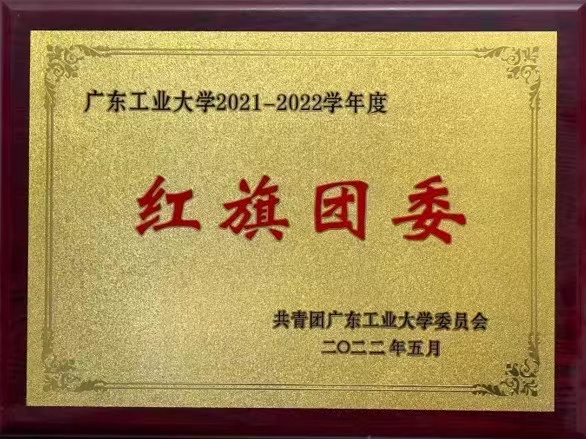 广东工业大学2021-2022学年度
红旗团委
共青团广东工业大学委员会
二〇二二年五月